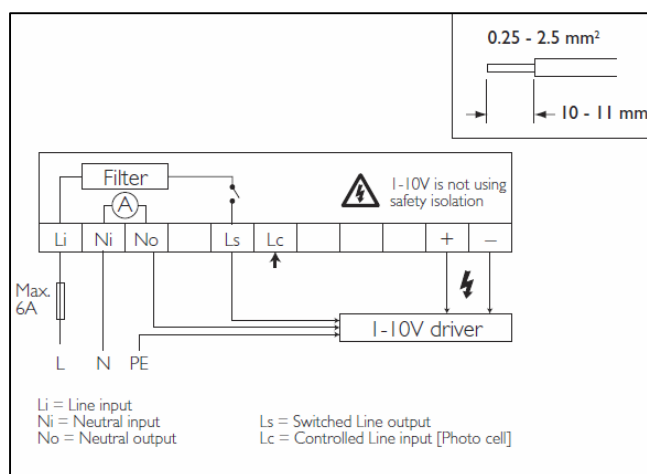 0.25 - 2.5 mm²
10 - 11 mm
Filter
A
1-10V is not using
safety isolation
Li Ni No Ls Lc + −
Max.
6A
1-10V driver
L N PE
Li = Line input
Ni = Neutral input
No = Neutral output
Ls = Switched Line output
Lc = Controlled Line input [Photo cell]